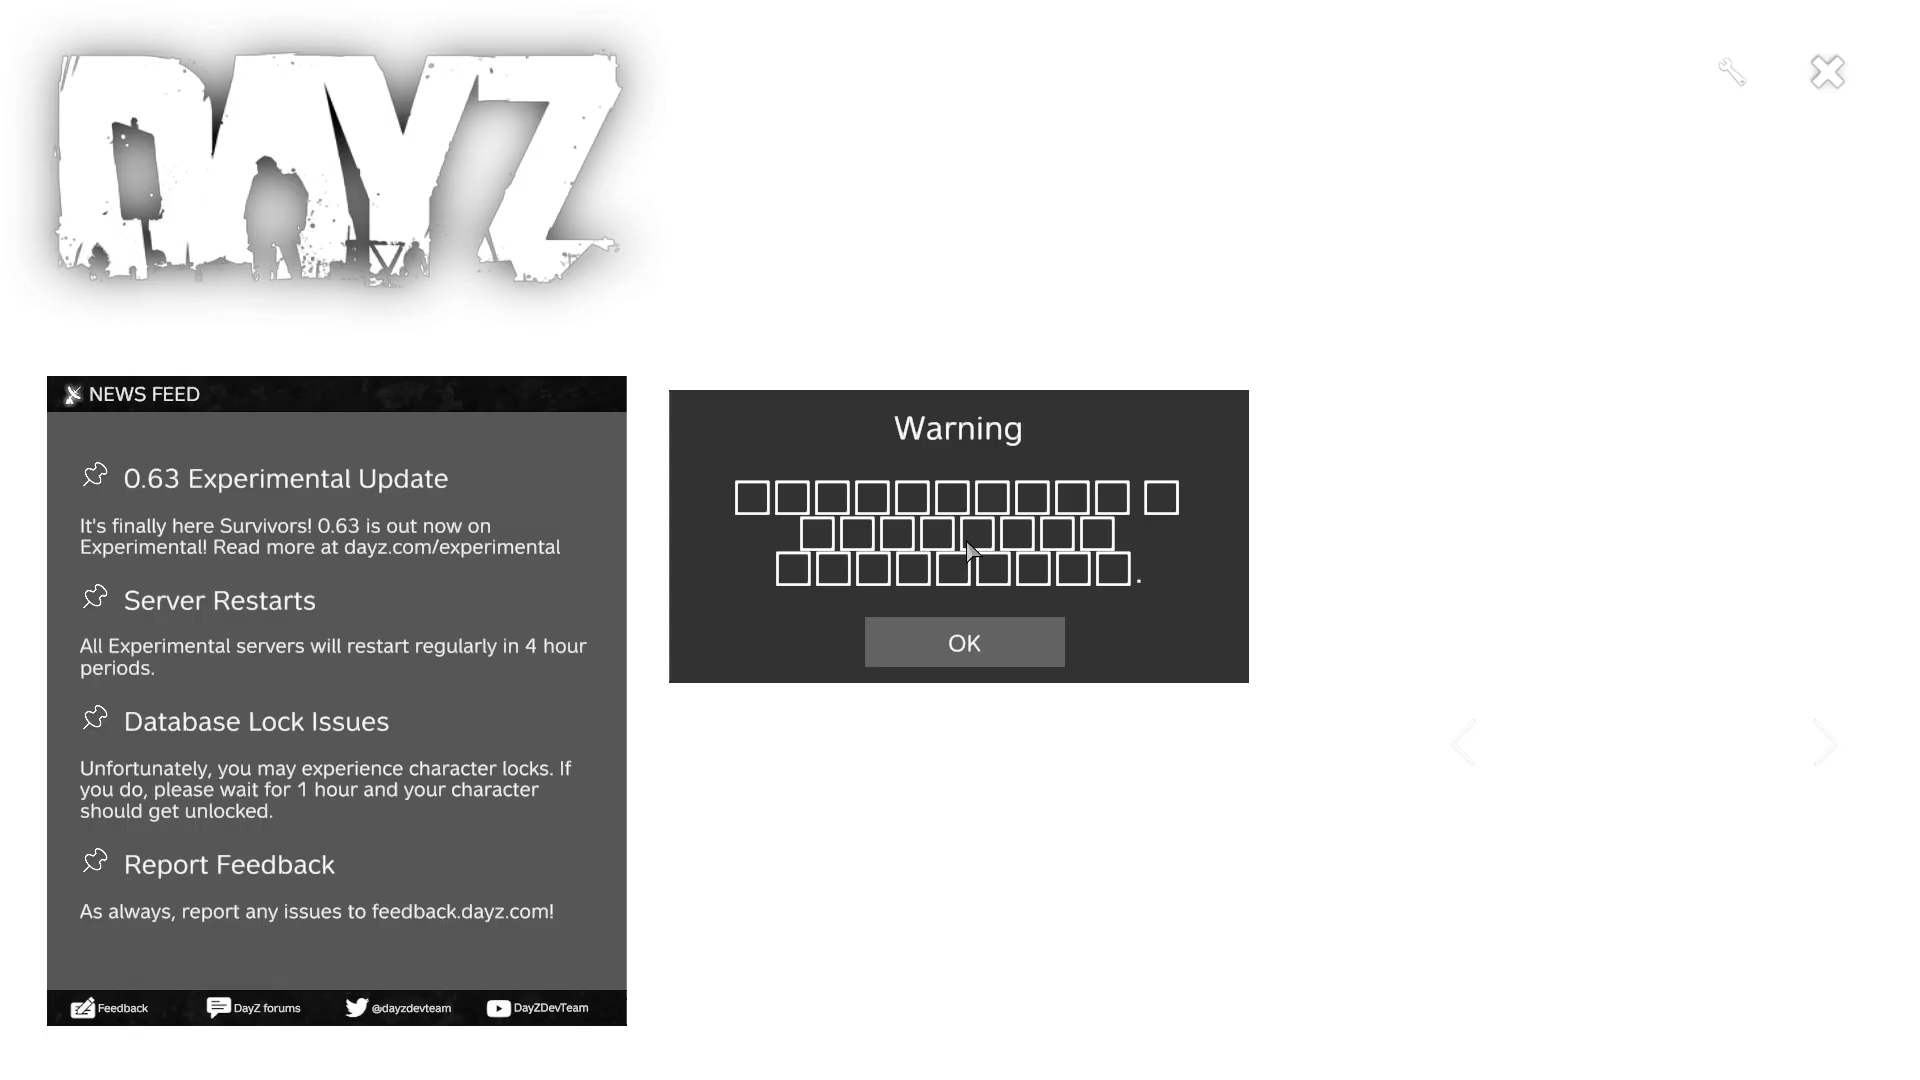 DAYZ
NEWS FEED
0.63 Experimental Update
It's finally here Survivors! 0.63 is out now on
Experimental! Read more at dayz.com/experimental
Server Restarts
All Experimental servers will restart regularly in 4 hour
periods.
Database Lock Issues
Unfortunately, you may experience character locks. If
you do, please wait for 1 hour and your character
should get unlocked.
Report Feedback
As always, report any issues to feedback.dayz.com!
Feedback
DayZ forums
@dayzdevteam
DayZDevTeam
Warning
OK